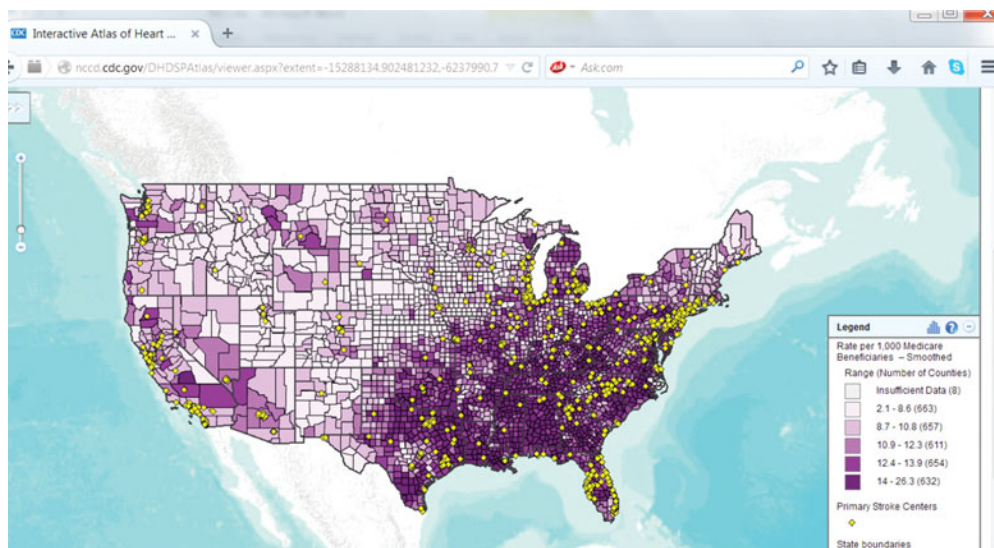 CDC Interactive Atlas of Heart ... × +
nccd.cdc.gov/DHDSPAtlas/viewer.aspx?extent=-15288134.902481232,-6237990.7
Ask Ask.com
>>
Legend
Rate per 1,000 Medicare
Beneficiaries – Smoothed
Range (Number of Counties)
Insufficient Data (8)
2.1 - 8.6 (663)
8.7 - 10.8 (657)
10.9 - 12.3 (611)
12.4 - 13.9 (654)
14 - 26.3 (632)
Primary Stroke Centers
State boundaries